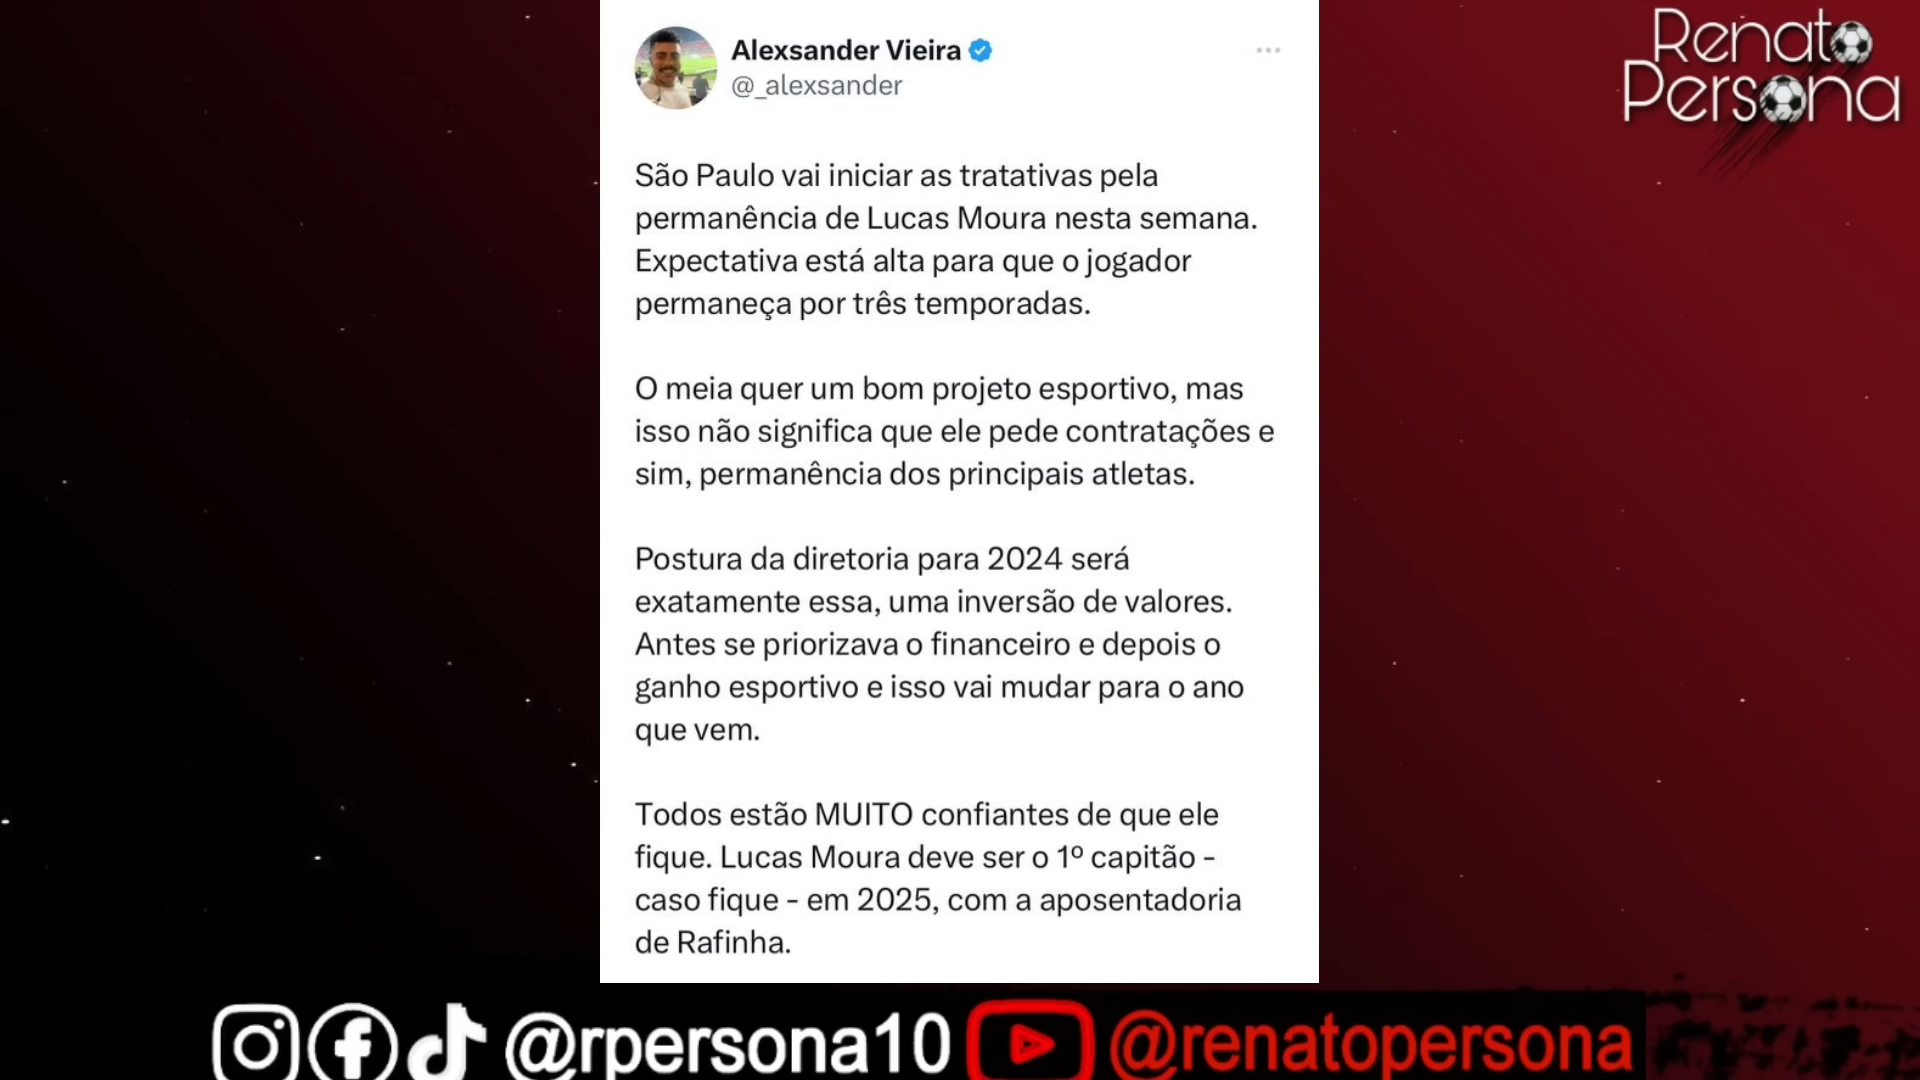 Renato
Persona
Alexsander Vieira
@_alexsander
São Paulo vai iniciar as tratativas pela
permanência de Lucas Moura nesta semana.
Expectativa está alta para que o jogador
permaneça por três temporadas.
O meia quer um bom projeto esportivo, mas
isso não significa que ele pede contratações e
sim, permanência dos principais atletas.
Postura da diretoria para 2024 será
exatamente essa, uma inversão de valores.
Antes se priorizava o financeiro e depois o
ganho esportivo e isso vai mudar para o ano
que vem.
Todos estão MUITO confiantes de que ele
fique. Lucas Moura deve ser o 1º capitão -
caso fique - em 2025, com a aposentadoria
de Rafinha.
@rpersona10 @renatopersona